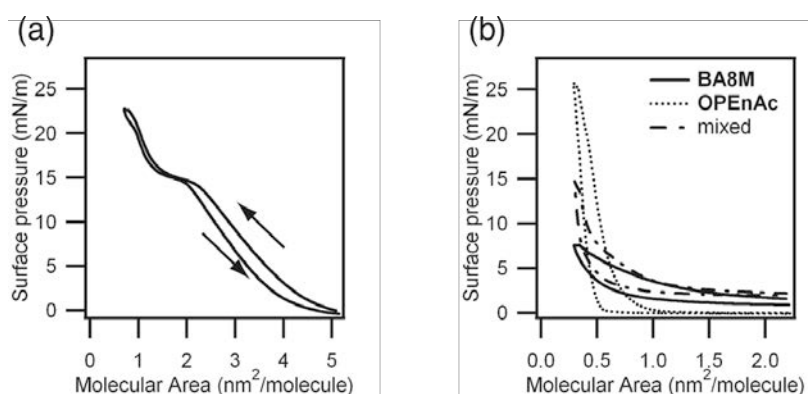 (a)
Surface pressure (mN/m)
25
20
15
10
5
0
0 1 2 3 4 5
Molecular Area (nm²/molecule)
(b)
Surface pressure (mN/m)
25
20
15
10
5
0
BA8M
OPEnAc
mixed
0.0 0.5 1.0 1.5 2.0
Molecular Area (nm²/molecule)